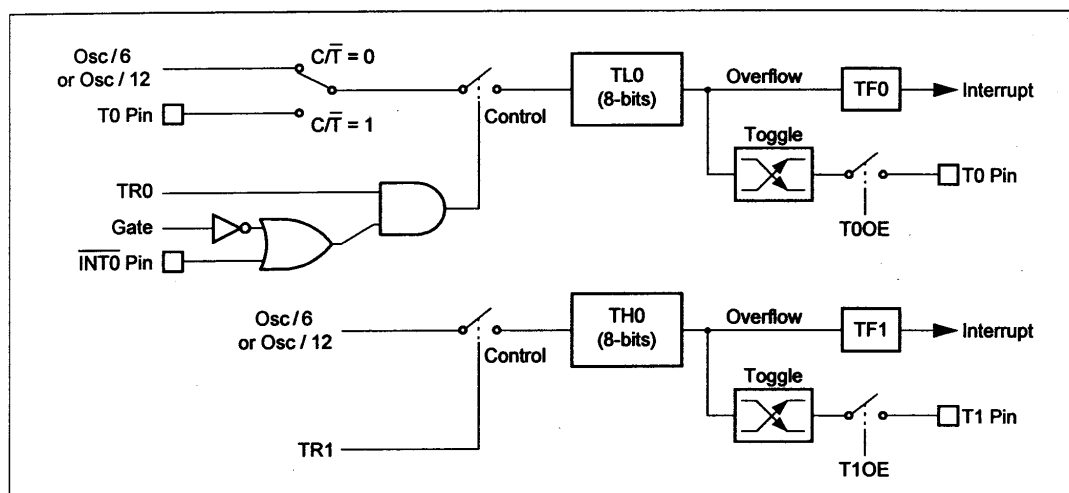 Osc / 6
or Osc / 12
C/T̅ = 0
T0 Pin
C/T̅ = 1
Control
TL0
(8-bits)
Overflow
TF0
Interrupt
Toggle
T0 Pin
T0OE
TR0
Gate
I̅N̅T̅0̅ Pin
Osc / 6
or Osc / 12
Control
TH0
(8-bits)
Overflow
TF1
Interrupt
Toggle
T1 Pin
T1OE
TR1